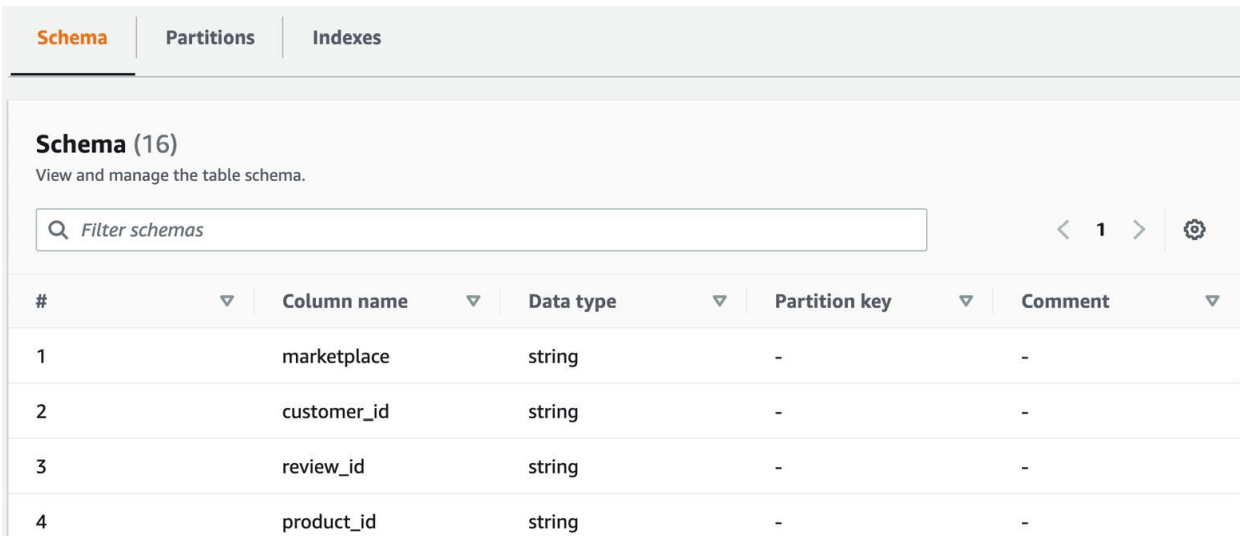 Schema Partitions Indexes
Schema (16)
View and manage the table schema.
Filter schemas 1
# Column name Data type Partition key Comment
1 marketplace string - -
2 customer_id string - -
3 review_id string - -
4 product_id string - -